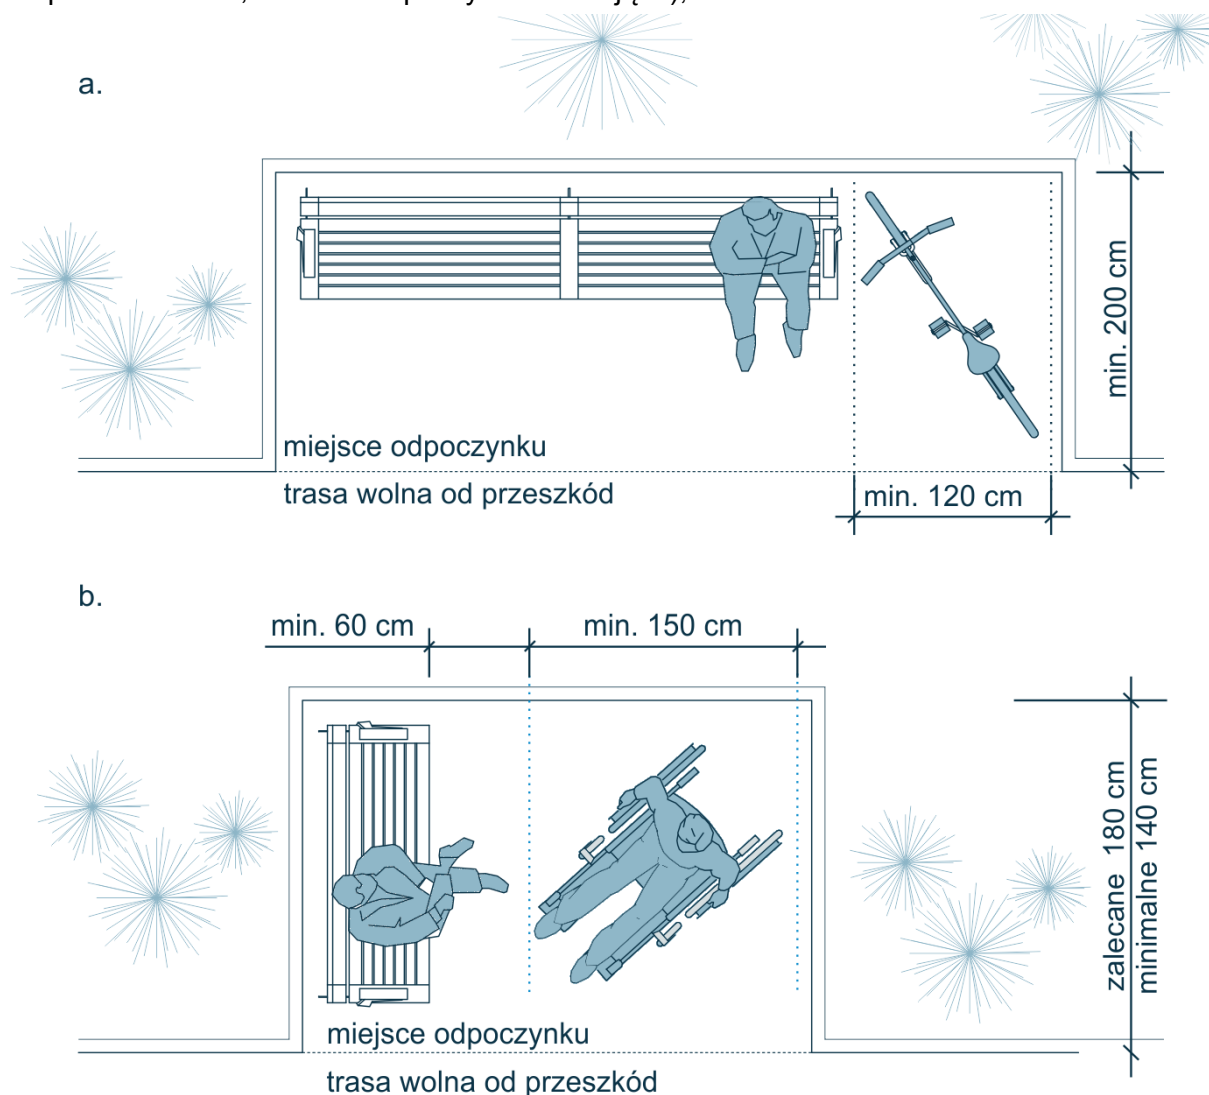 a.
min. 200 cm
miejsce odpoczynku
trasa wolna od przeszkód
min. 120 cm
b.
min. 60 cm
min. 150 cm
zalecane 180 cm
minimalne 140 cm
miejsce odpoczynku
trasa wolna od przeszkód